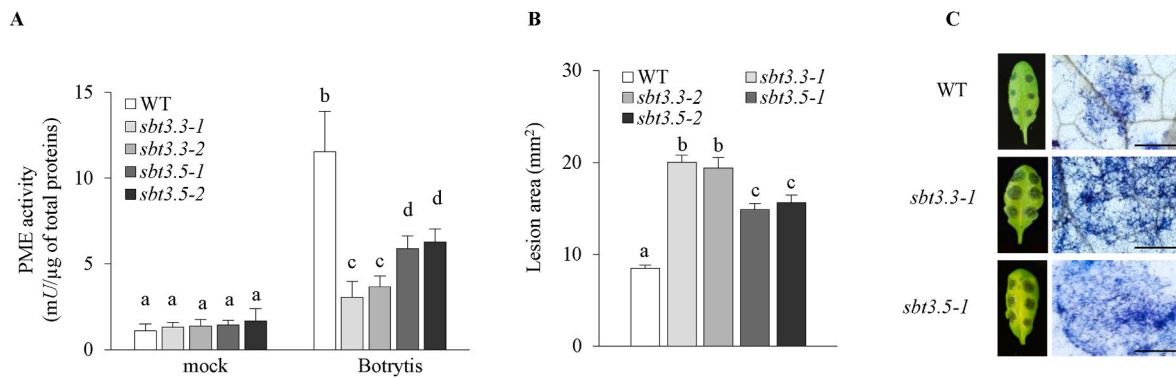 A
PME activity
(mU/µg of total proteins)
15
10
5
0
WT
sbt3.3-1
sbt3.3-2
sbt3.5-1
sbt3.5-2
a a a a a
b
c c
d d
mock Botrytis
B
Lesion area (mm²)
30
20
10
0
WT sbt3.3-1
sbt3.3-2 sbt3.5-1
sbt3.5-2
a
b b
c c
C
WT
sbt3.3-1
sbt3.5-1